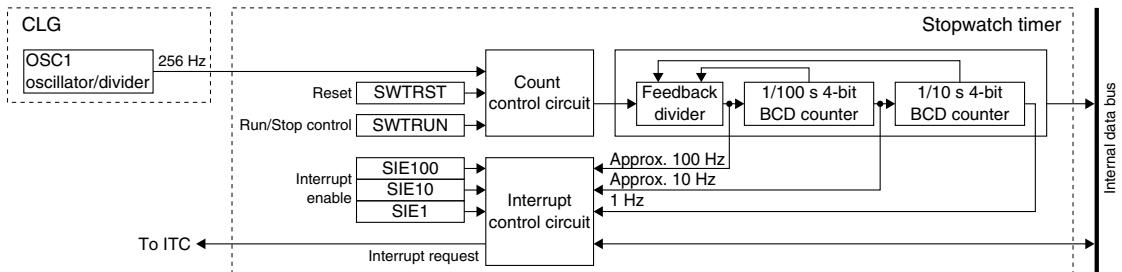 CLG
Stopwatch timer
OSC1
oscillator/divider
256 Hz
Reset
SWTRST
Run/Stop control
SWTRUN
Count
control circuit
Feedback
divider
1/100 s 4-bit
BCD counter
1/10 s 4-bit
BCD counter
Internal data bus
Interrupt
enable
SIE100
SIE10
SIE1
Interrupt
control circuit
Approx. 100 Hz
Approx. 10 Hz
1 Hz
To ITC
Interrupt request